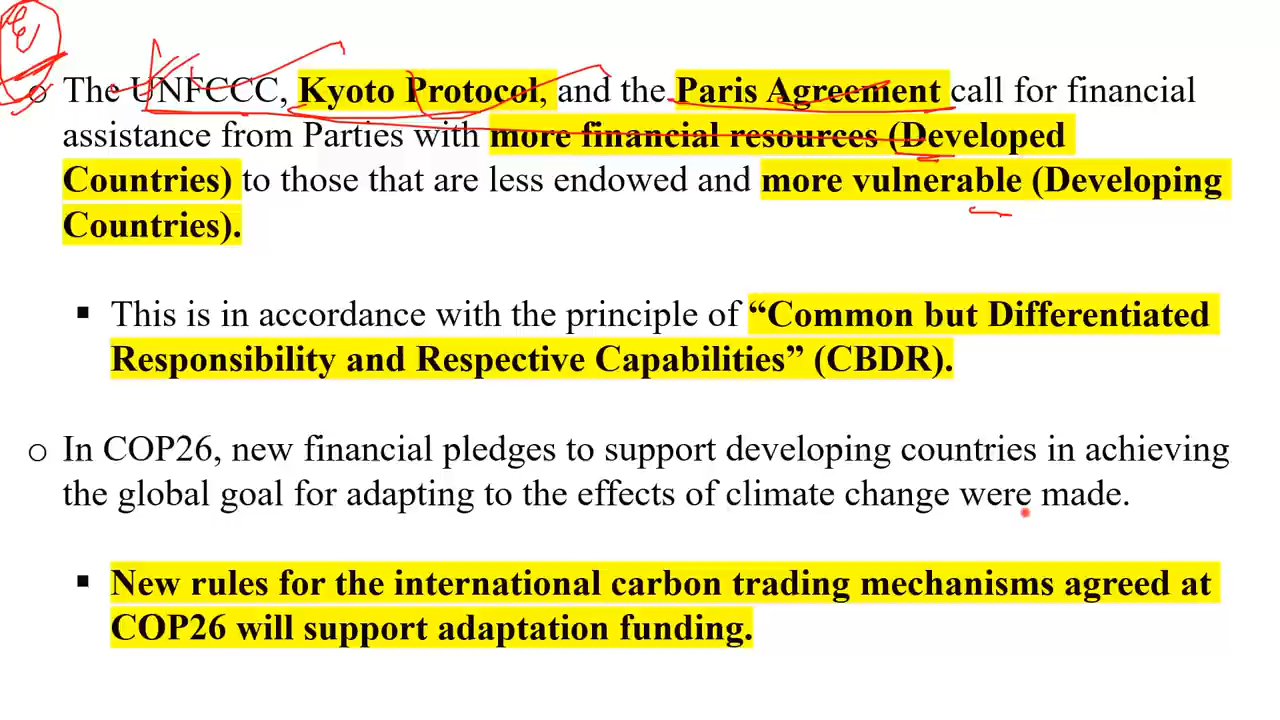 o The UNFCCC, Kyoto Protocol, and the Paris Agreement call for financial
assistance from Parties with more financial resources (Developed
Countries) to those that are less endowed and more vulnerable (Developing
Countries).
▪ This is in accordance with the principle of “Common but Differentiated
Responsibility and Respective Capabilities” (CBDR).
o In COP26, new financial pledges to support developing countries in achieving
the global goal for adapting to the effects of climate change were made.
▪ New rules for the international carbon trading mechanisms agreed at
COP26 will support adaptation funding.